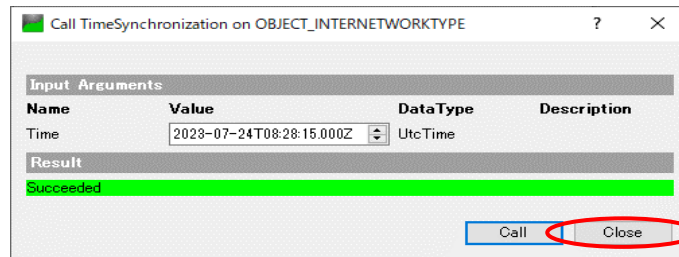 Call TimeSynchronization on OBJECT_INTERNETWORKTYPE ?
Input Arguments
Name Value DataType Description
Time 2023-07-24T08:28:15.000Z UtcTime
Result
Succeeded
Call Close